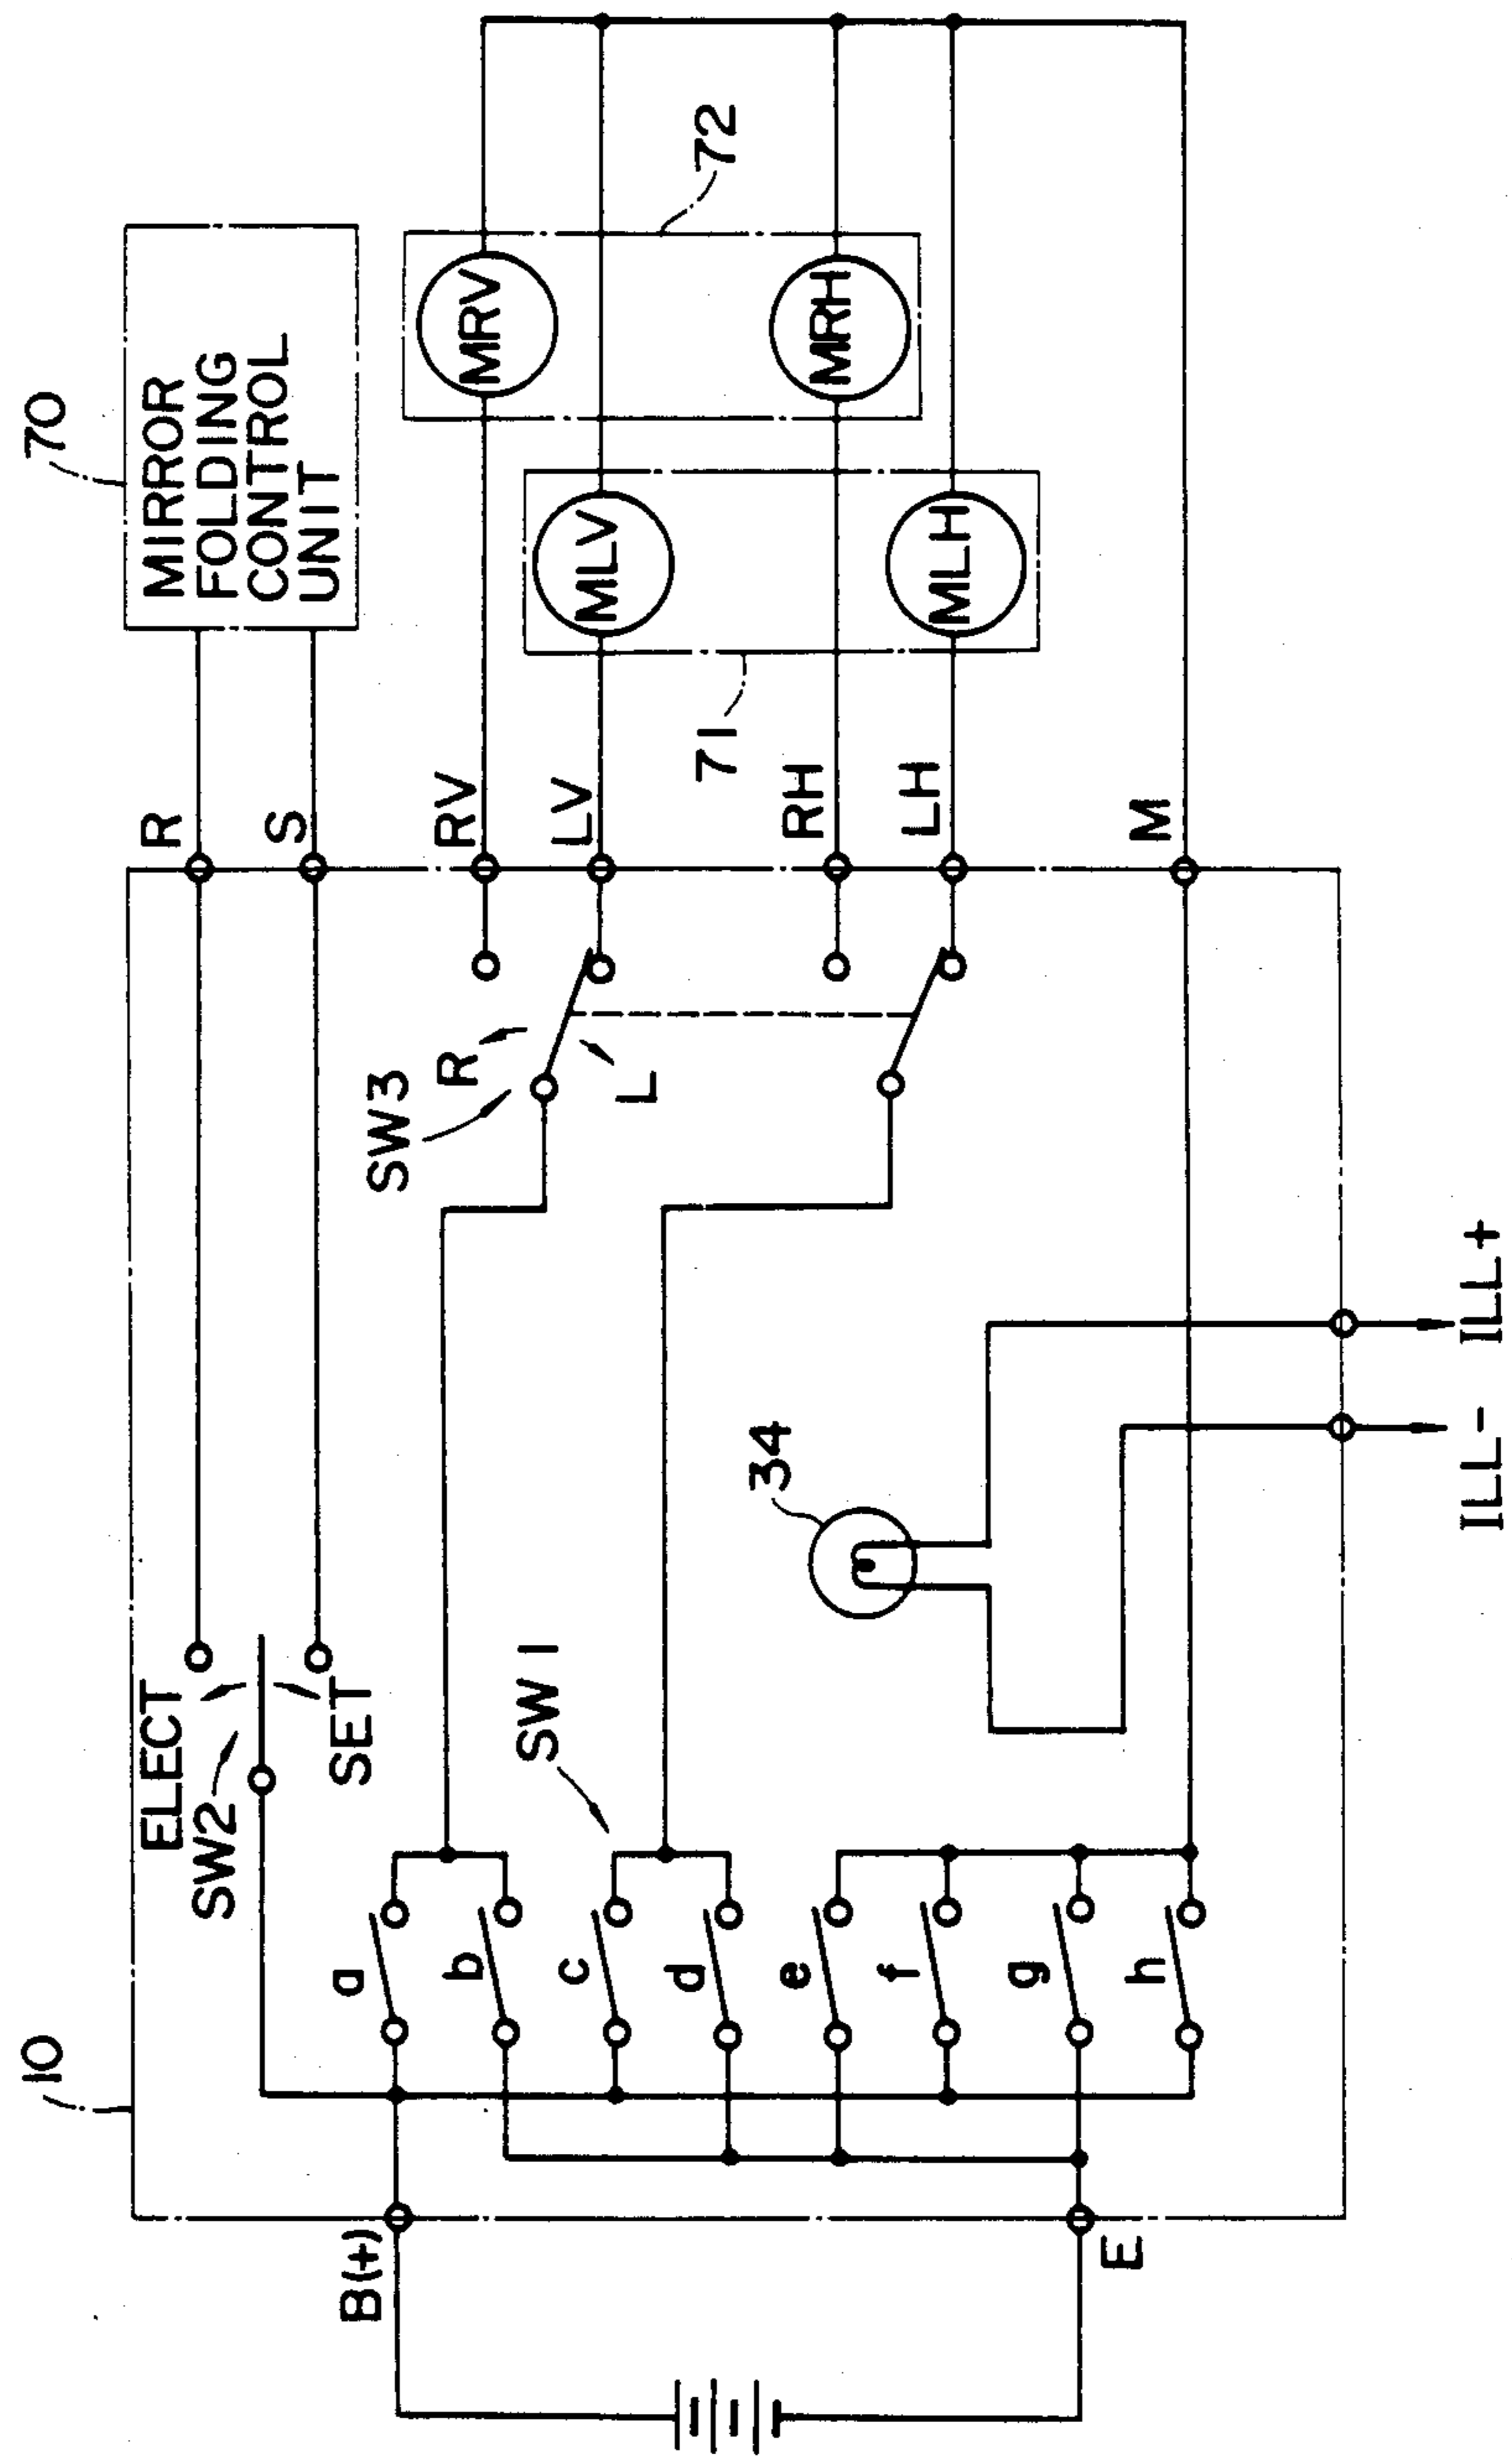 10
70
ELECT
SW2
SET
R
S
MIRROR
FOLDING
CONTROL
UNIT
B(+)
a
b
c
d
e
f
g
h
E
SW1
SW3
R
L
RV
LV
RH
LH
M
71
72
MRV
MLV
MRH
MLH
34
ILL-
ILL+